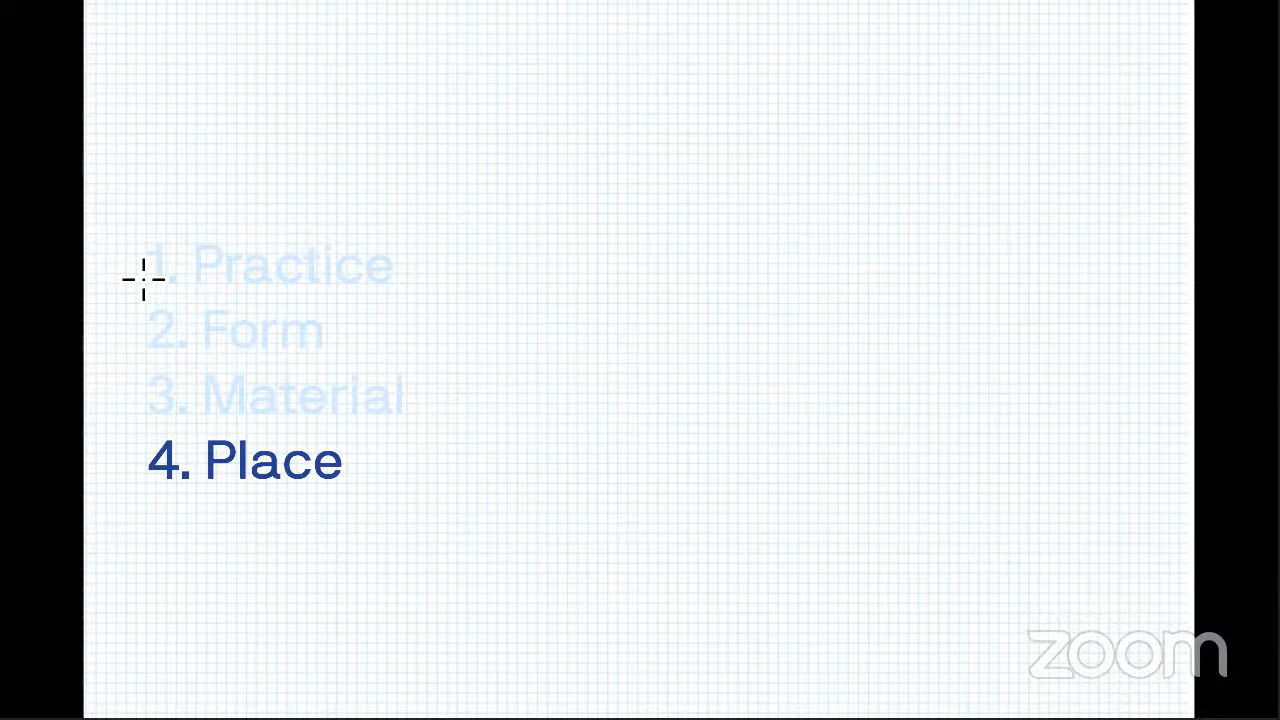 1. Practice
2. Form
3. Material
4. Place
zoom